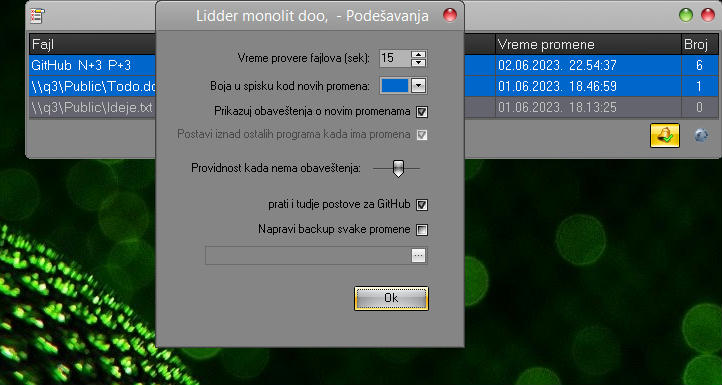 Lidder monolit doo,  - Podešavanja
Fajl Vreme promene Broj
GitHub  N+3  P+3 02.06.2023.  22.54:37 6
\\q3\Public\Todo.do 01.06.2023.  18.46:59 1
\\q3\Public\Ideje.txt 01.06.2023.  18.13:25 0
Vreme provere fajlova (sek): 15
Boja u spisku kod novih promena:
Prikazuj obaveštenja o novim promenama
Postavi iznad ostalih programa kada ima promena
Providnost kada nema obaveštenja:
prati i tudje postove za GitHub
Napravi backup svake promene
...
Ok